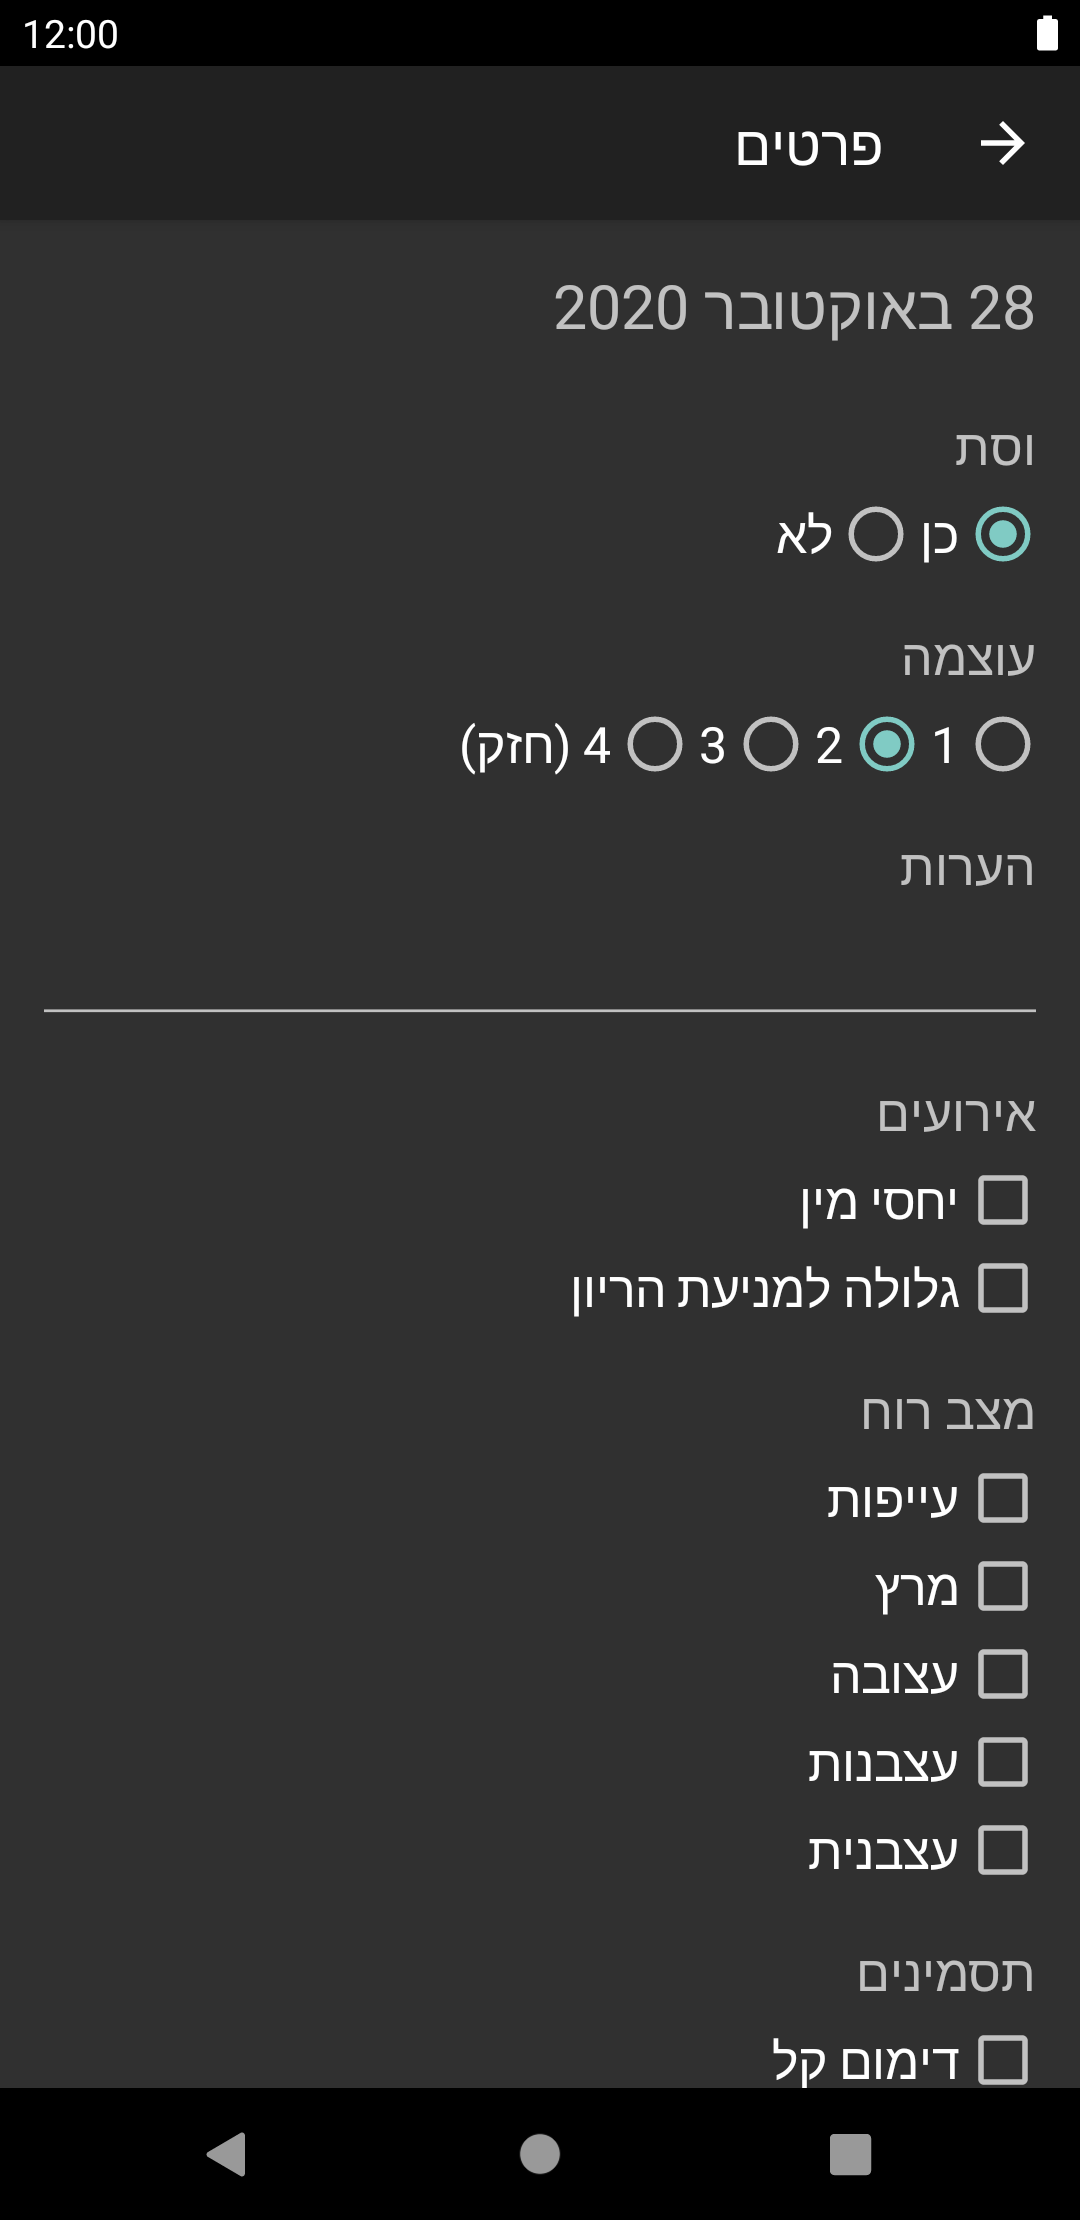 12:00
פרטים
28 באוקטובר 2020
וסת
כן לא
עוצמה
1 2 3 4 (חזק)
הערות
אירועים
יחסי מין
גלולה למניעת הריון
מצב רוח
עייפות
מרץ
עצובה
עצבנות
עצבנית
תסמינים
דימום קל